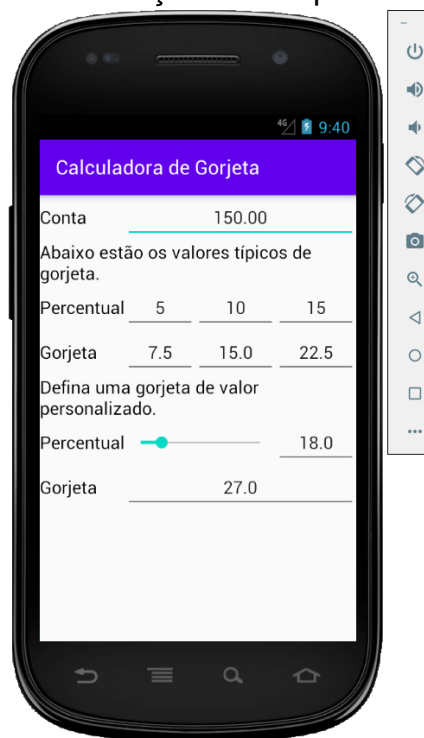 4G 9:40
Calculadora de Gorjeta
Conta 150.00
Abaixo estão os valores típicos de
gorjeta.
Percentual 5 10 15
Gorjeta 7.5 15.0 22.5
Defina uma gorjeta de valor
personalizado.
Percentual 18.0
Gorjeta 27.0